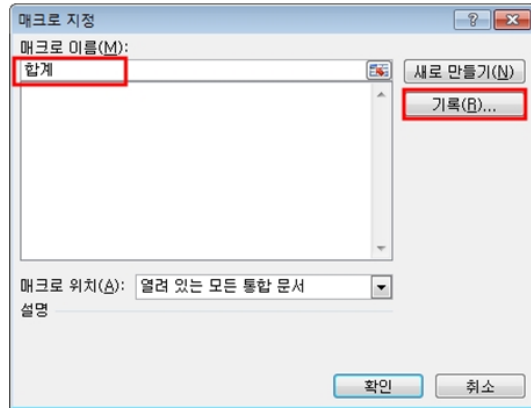 매크로 지정
매크로 이름(M):
합계
새로 만들기(N)
기록(R)...
매크로 위치(A): 열려 있는 모든 통합 문서
설명
확인
취소